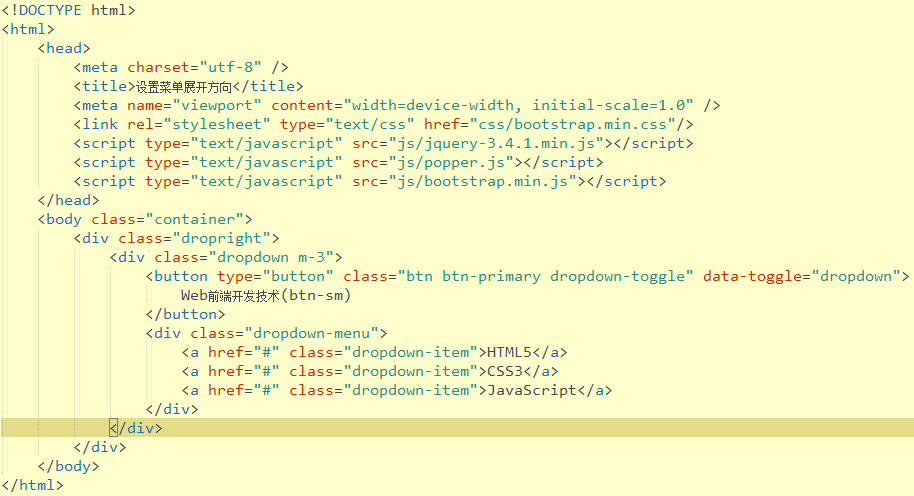 <!DOCTYPE html>
<html>
<head>
<meta charset="utf-8" />
<title>设置菜单展开方向</title>
<meta name="viewport" content="width=device-width, initial-scale=1.0" />
<link rel="stylesheet" type="text/css" href="css/bootstrap.min.css"/>
<script type="text/javascript" src="js/jquery-3.4.1.min.js"></script>
<script type="text/javascript" src="js/popper.js"></script>
<script type="text/javascript" src="js/bootstrap.min.js"></script>
</head>
<body class="container">
<div class="dropright">
<div class="dropdown m-3">
<button type="button" class="btn btn-primary dropdown-toggle" data-toggle="dropdown">
Web前端开发技术(btn-sm)
</button>
<div class="dropdown-menu">
<a href="#" class="dropdown-item">HTML5</a>
<a href="#" class="dropdown-item">CSS3</a>
<a href="#" class="dropdown-item">JavaScript</a>
</div>
</div>
</div>
</body>
</html>